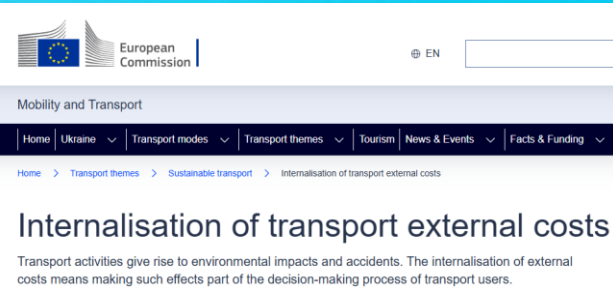 European
Commission
EN
Mobility and Transport
Home Ukraine Transport modes Transport themes Tourism News & Events Facts & Funding
Home > Transport themes > Sustainable transport > Internalisation of transport external costs
Internalisation of transport external costs
Transport activities give rise to environmental impacts and accidents. The internalisation of external
costs means making such effects part of the decision-making process of transport users.